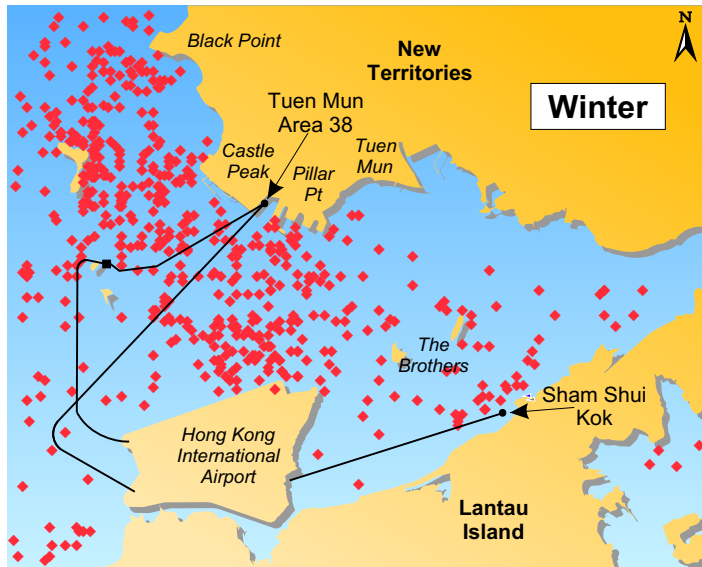 Black Point
New
Territories
N
Winter
Tuen Mun
Area 38
Castle
Peak
Pillar
Pt
Tuen
Mun
The
Brothers
Sham Shui
Kok
Hong Kong
International
Airport
Lantau
Island